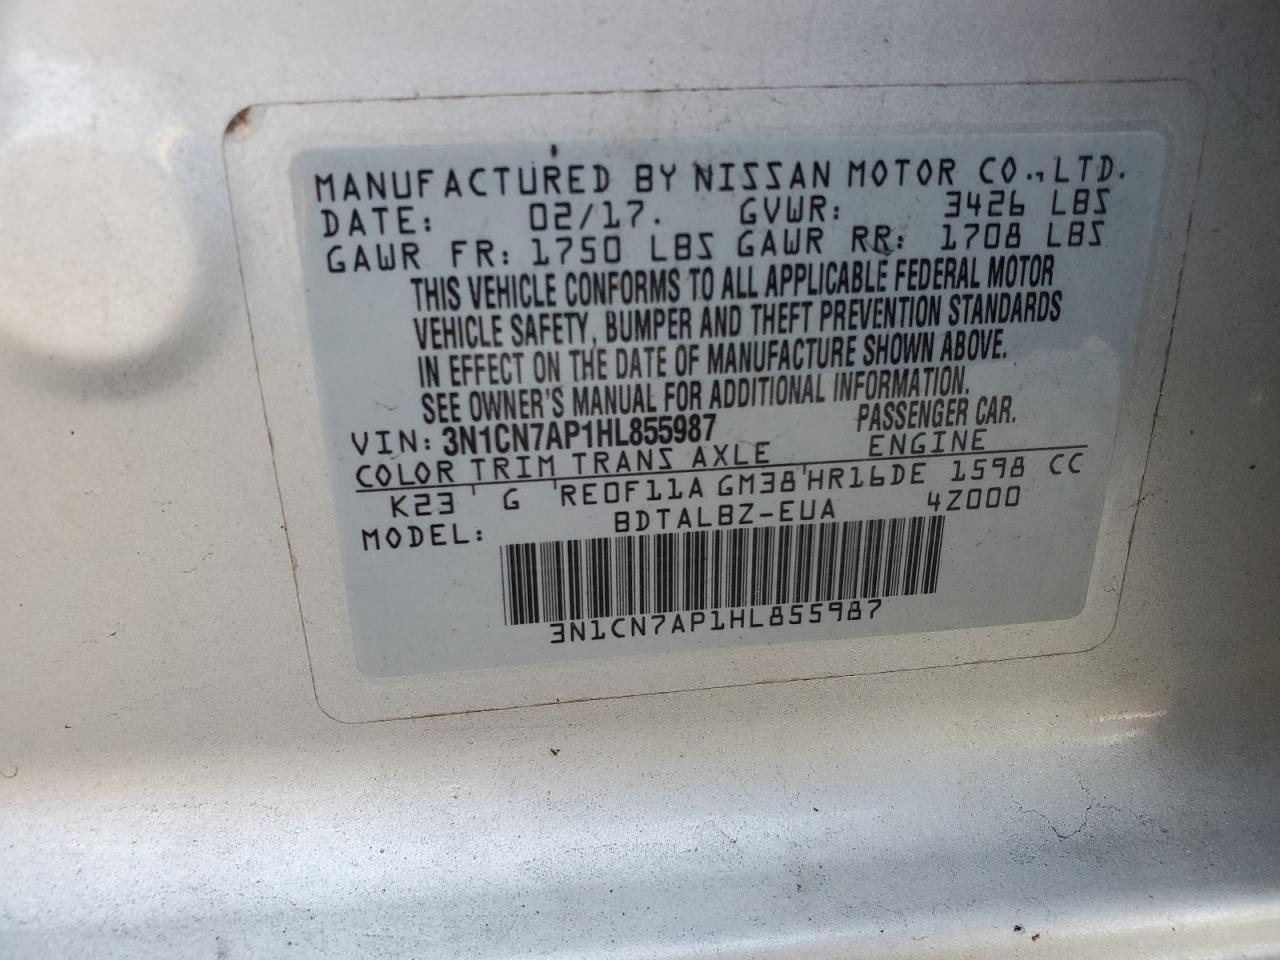 MANUFACTURED BY NISSAN MOTOR CO.,LTD.
DATE: 02/17. GVWR: 3426 LBS
GAWR FR: 1750 LBS GAWR RR: 1708 LBS
THIS VEHICLE CONFORMS TO ALL APPLICABLE FEDERAL MOTOR
VEHICLE SAFETY, BUMPER AND THEFT PREVENTION STANDARDS
IN EFFECT ON THE DATE OF MANUFACTURE SHOWN ABOVE.
SEE OWNER'S MANUAL FOR ADDITIONAL INFORMATION.
VIN: 3N1CN7AP1HL855987 PASSENGER CAR.
COLOR TRIM TRANS AXLE ENGINE
K23 G RE0F11A GM38 HR16DE 1598 CC
MODEL: BDTALBZ-EUA 4Z000
3N1CN7AP1HL855987